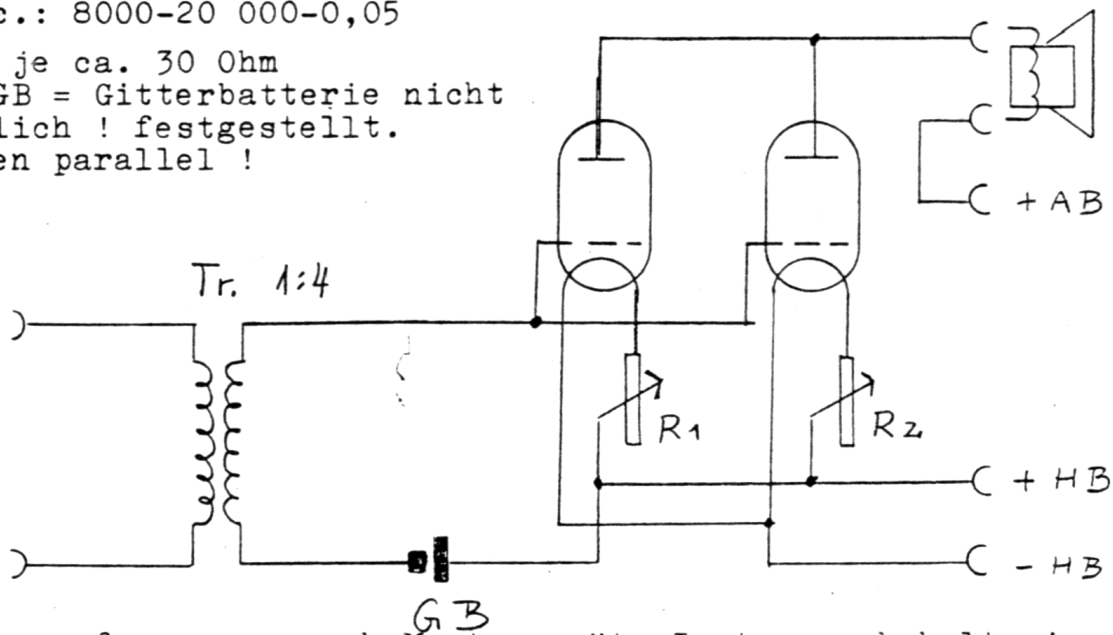 c.: 8000-20 000-0,05
je ca. 30 Ohm
GB = Gitterbatterie nicht
lich ! festgestellt.
en parallel !
+ AB
Tr. 1:4
R1
R2
+ HB
- HB
GB